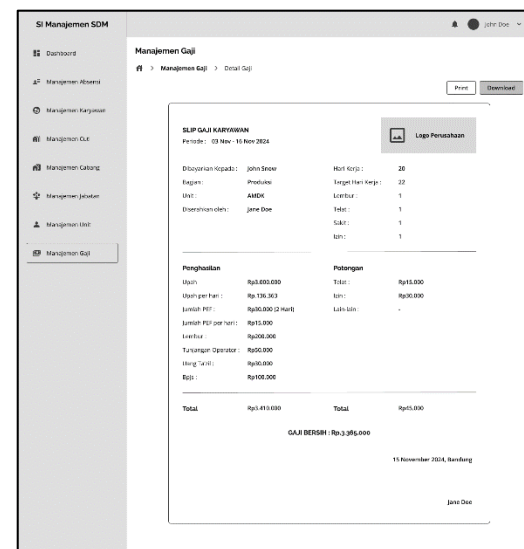 SI Manajemen SDM
John Doe
Dashboard
Manajemen Absensi
Manajemen Karyawan
Manajemen Cuti
Manajemen Cabang
Manajemen Jabatan
Manajemen Unit
Manajemen Gaji
Manajemen Gaji
> Manajemen Gaji > Detail Gaji
Print Download
SLIP GAJI KARYAWAN
Periode : 03 Nov - 16 Nov 2024
Logo Perusahaan
Dibayarkan Kepada : John Snow Hari Kerja : 20
Bagian : Produksi Target Hari Kerja : 22
Unit : AMDK Lembur : 1
Diserahkan oleh : Jane Doe Telat : 1
Sakit : 1
Izin : 1
Penghasilan Potongan
Upah Rp3.000.000 Telat : Rp15.000
Upah per hari : Rp. 136.363 Izin : Rp30.000
Jumlah PEF : Rp30.000 (2 Hari) Lain-lain : -
Jumlah PEF per hari : Rp15.000
Lembur : Rp200.000
Tunjangan Operator : Rp50.000
Uang Ta'til : Rp30.000
Bpjs : Rp100.000
Total Rp3.410.000 Total Rp45.000
GAJI BERSIH : Rp.3.365.000
15 November 2024, Bandung
Jane Doe